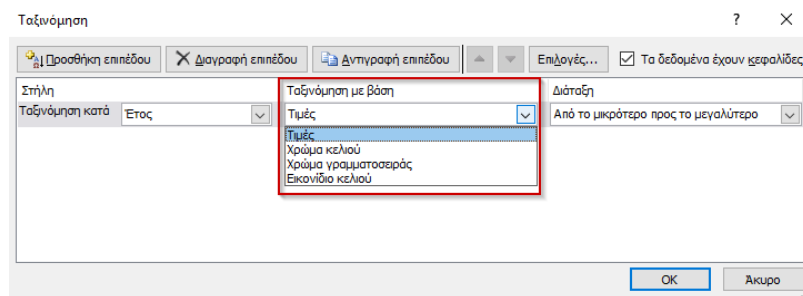 Ταξινόμηση
Προσθήκη επιπέδου Διαγραφή επιπέδου Αντιγραφή επιπέδου Επιλογές... Τα δεδομένα έχουν κεφαλίδες
Στήλη Ταξινόμηση με βάση Διάταξη
Ταξινόμηση κατά Έτος Τιμές Από το μικρότερο προς το μεγαλύτερο
Τιμές
Χρώμα κελιού
Χρώμα γραμματοσειράς
Εικονίδιο κελιού
OK Άκυρο